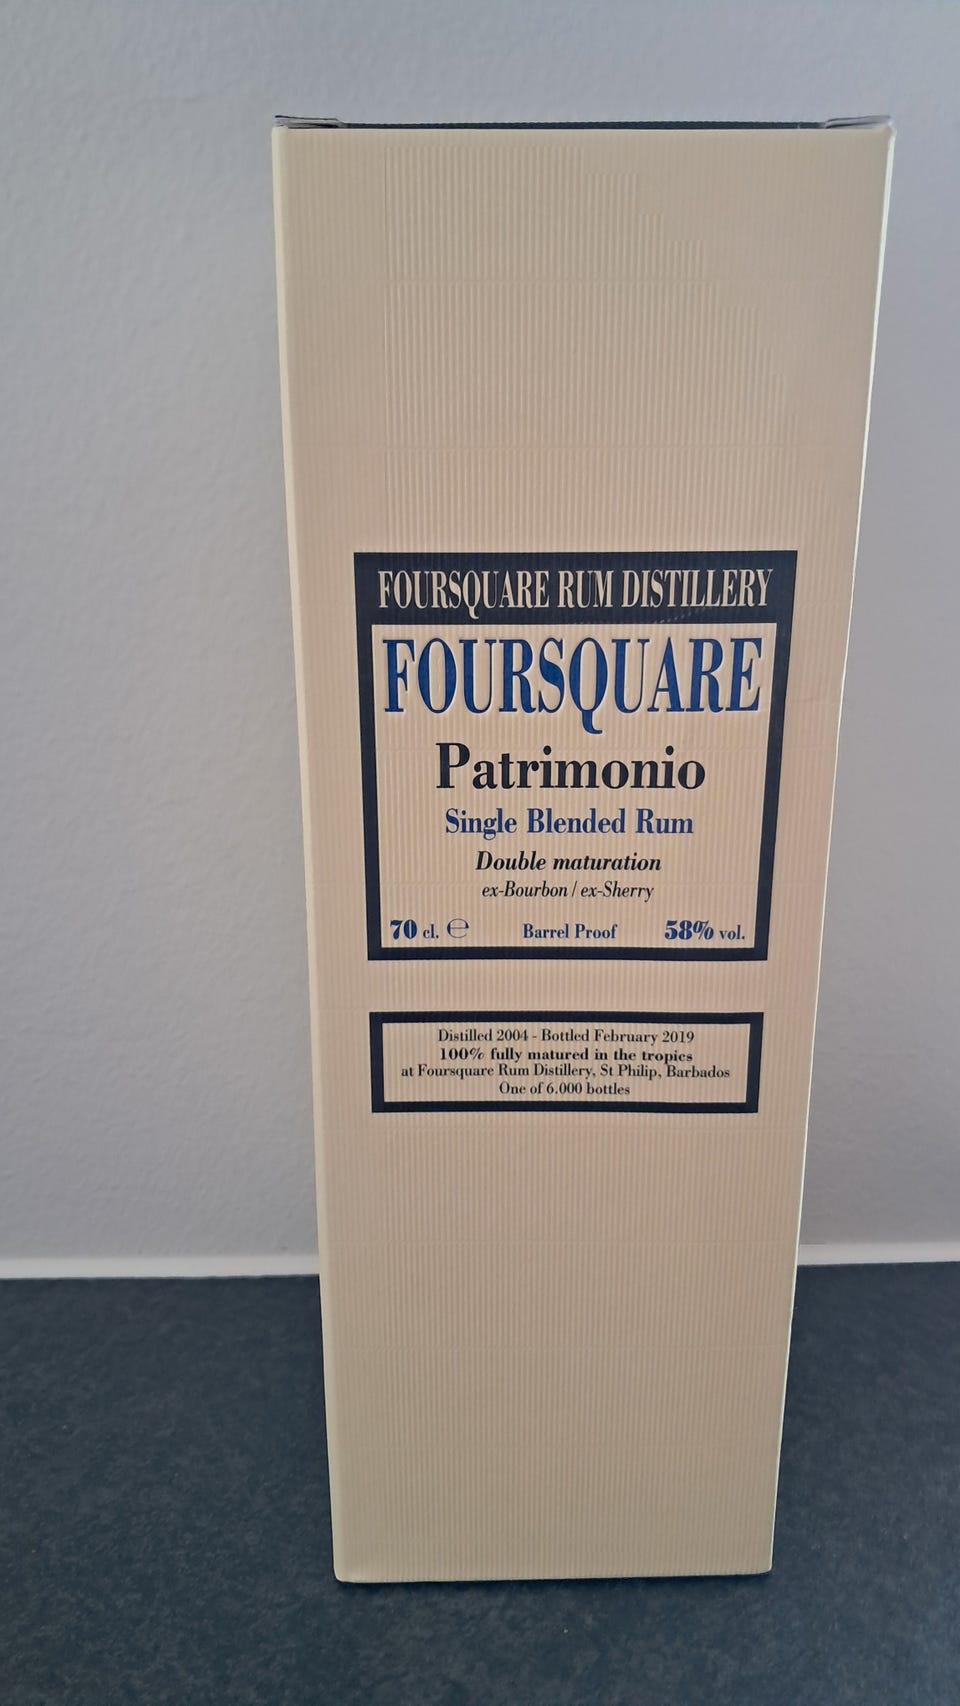 FOURSQUARE RUM DISTILLERY
FOURSQUARE
Patrimonio
Single Blended Rum
Double maturation
ex-Bourbon / ex-Sherry
70 cl. ℮ Barrel Proof 58% vol.
Distilled 2004 - Bottled February 2019
100% fully matured in the tropics
at Foursquare Rum Distillery, St Philip, Barbados
One of 6.000 bottles